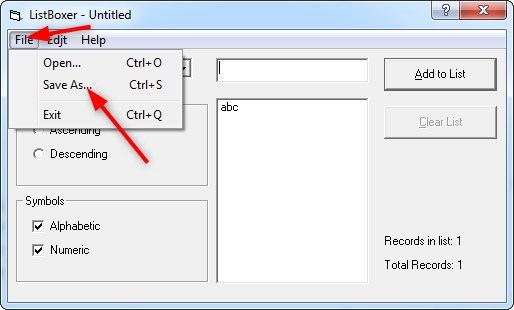 ListBoxer - Untitled
File Edjt Help
Open... Ctrl+O
Save As... Ctrl+S
Exit Ctrl+Q
Add to List
abc
Clear List
Ascending
Descending
Symbols
Alphabetic
Numeric
Records in list: 1
Total Records: 1